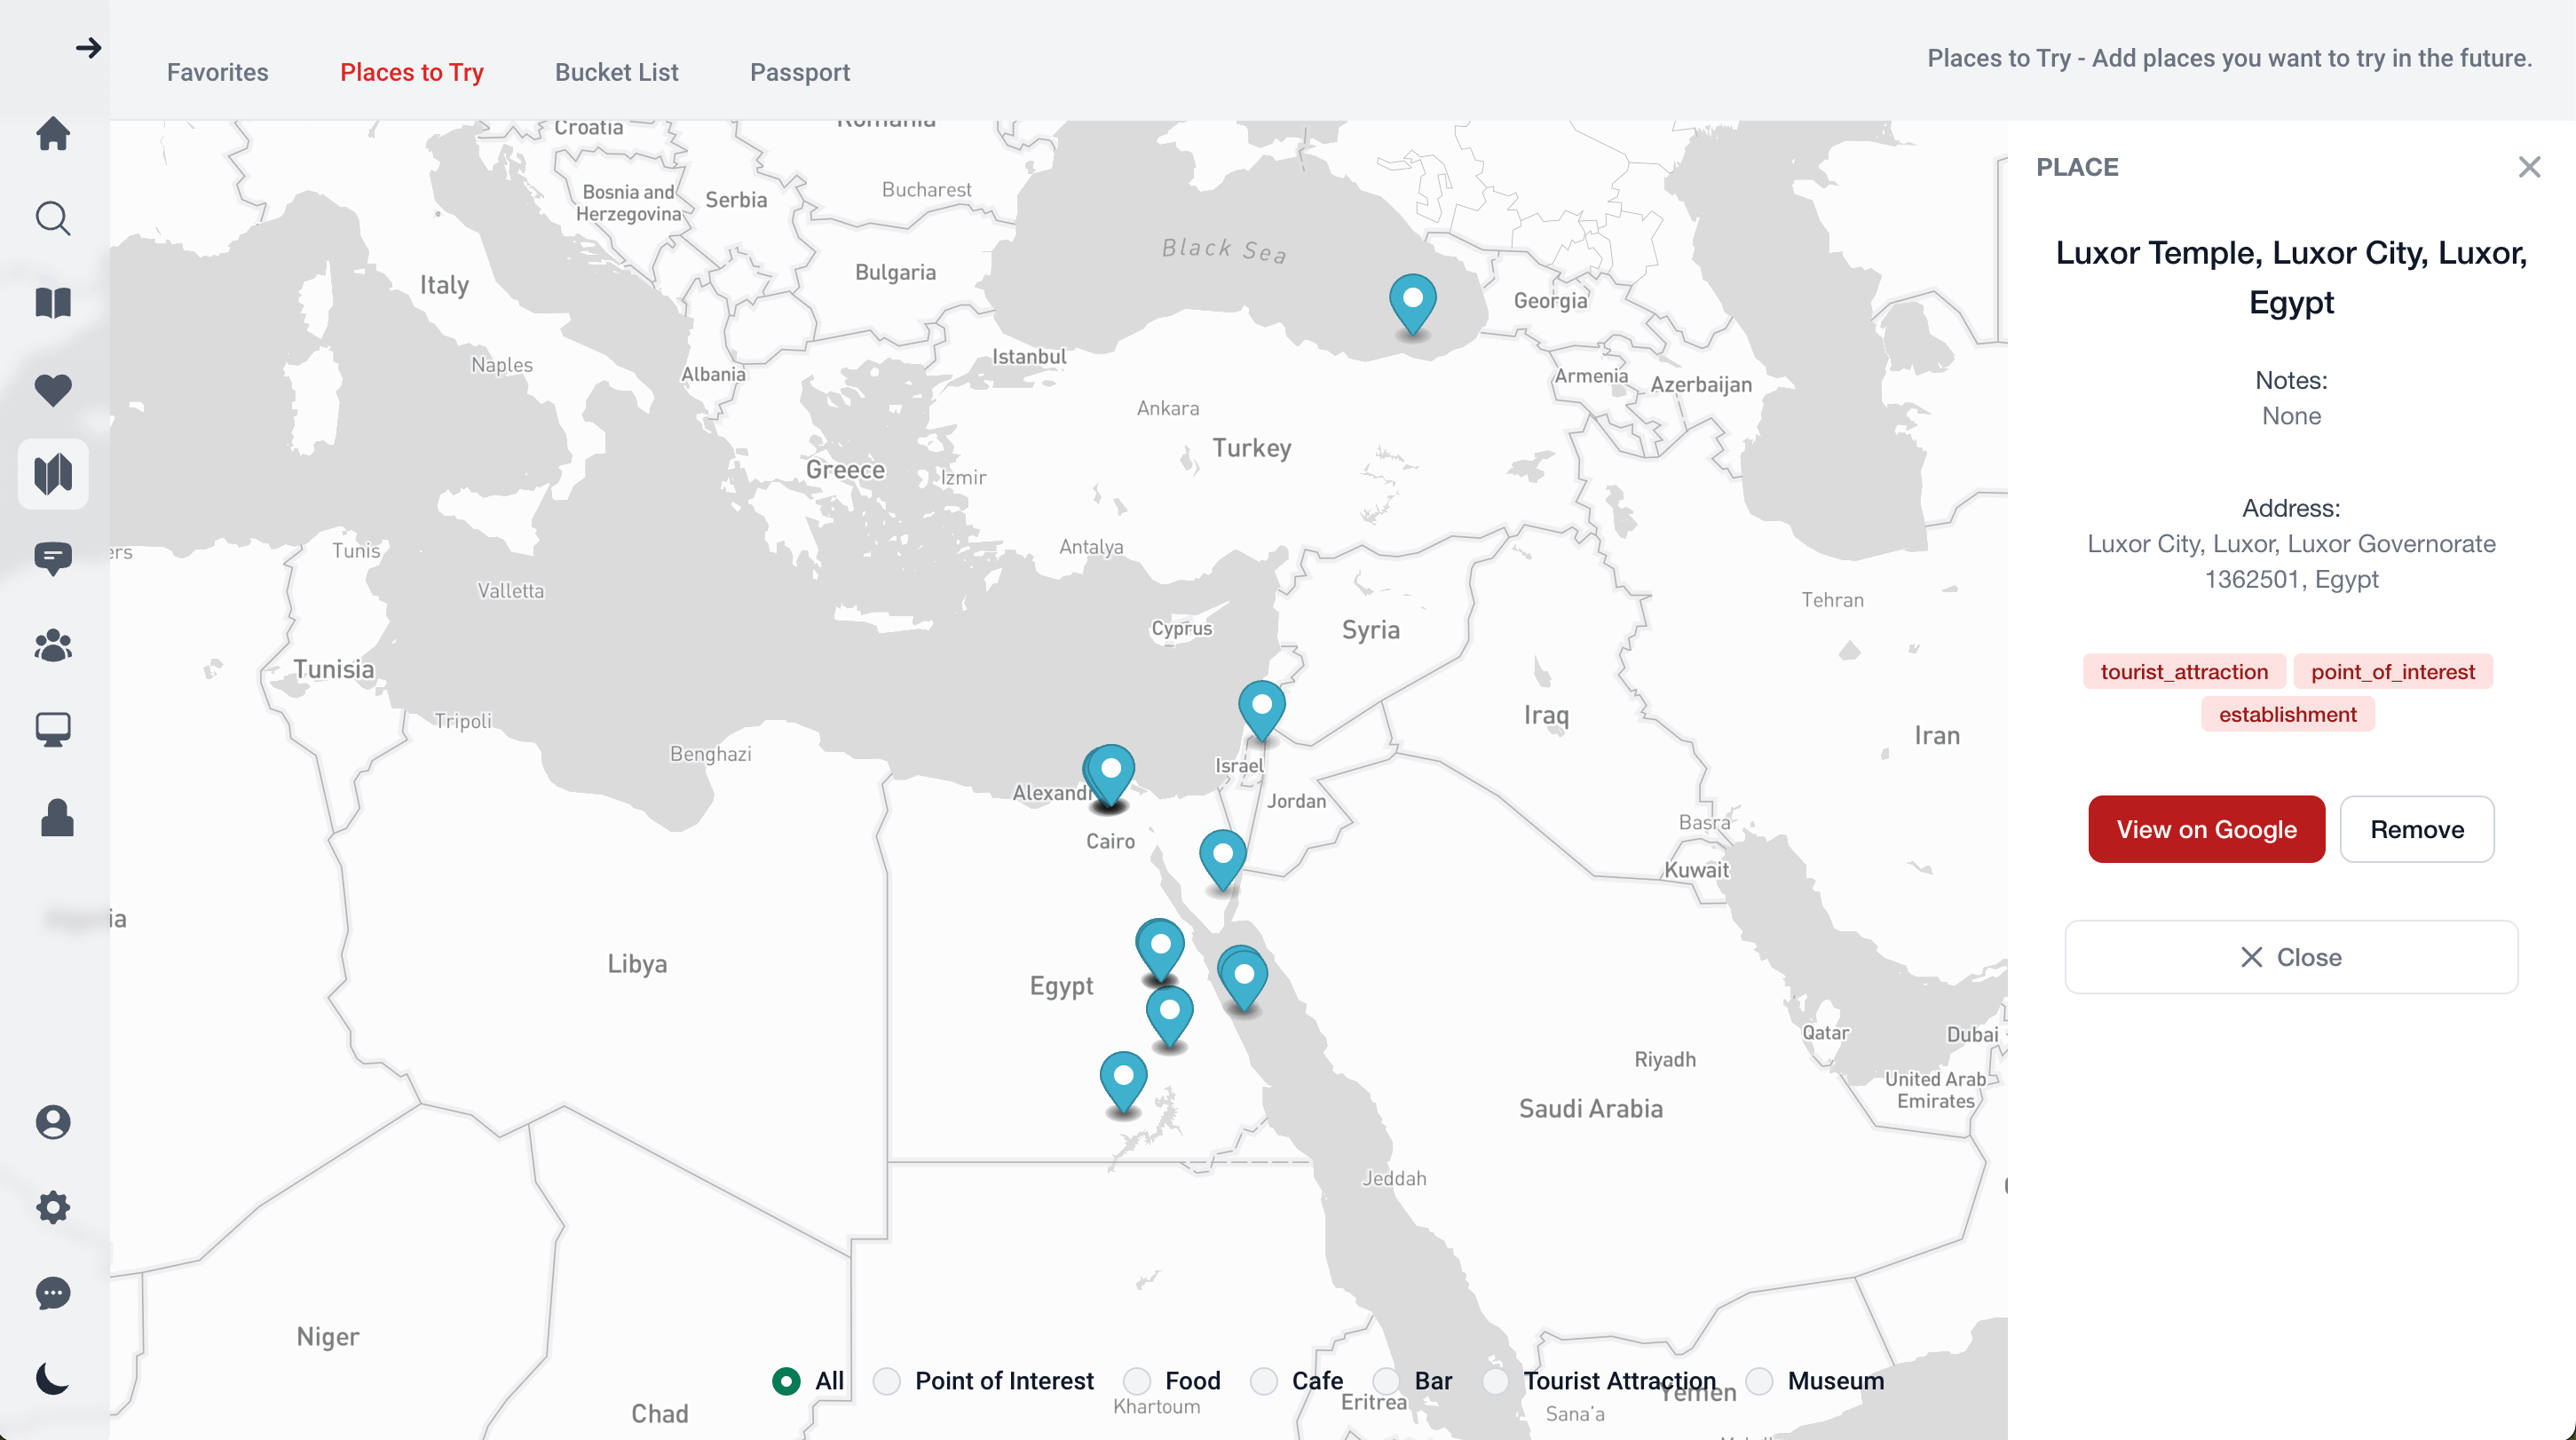 Favorites
Places to Try
Bucket List
Passport
Places to Try - Add places you want to try in the future.
Croatia
Romania
Bosnia and
Herzegovina
Serbia
Bucharest
Black Sea
Italy
Bulgaria
Georgia
Naples
Albania
Istanbul
Armenia
Azerbaijan
Ankara
Turkey
Greece
Izmir
Antalya
Tunis
Valletta
Tehran
Cyprus
Syria
Tunisia
Tripoli
Benghazi
Iraq
Iran
Israel
Alexandr
Jordan
Cairo
Basra
Kuwait
Libya
Egypt
Qatar
Dubai
Riyadh
United Arab
Emirates
Saudi Arabia
Jeddah
Niger
Chad
All
Point of Interest
Food
Cafe
Bar
Tourist Attraction
Museum
Khartoum
Eritrea
Yemen
Sana'a
PLACE
Luxor Temple, Luxor City, Luxor,
Egypt
Notes:
None
Address:
Luxor City, Luxor, Luxor Governorate
1362501, Egypt
tourist_attraction
point_of_interest
establishment
View on Google
Remove
Close